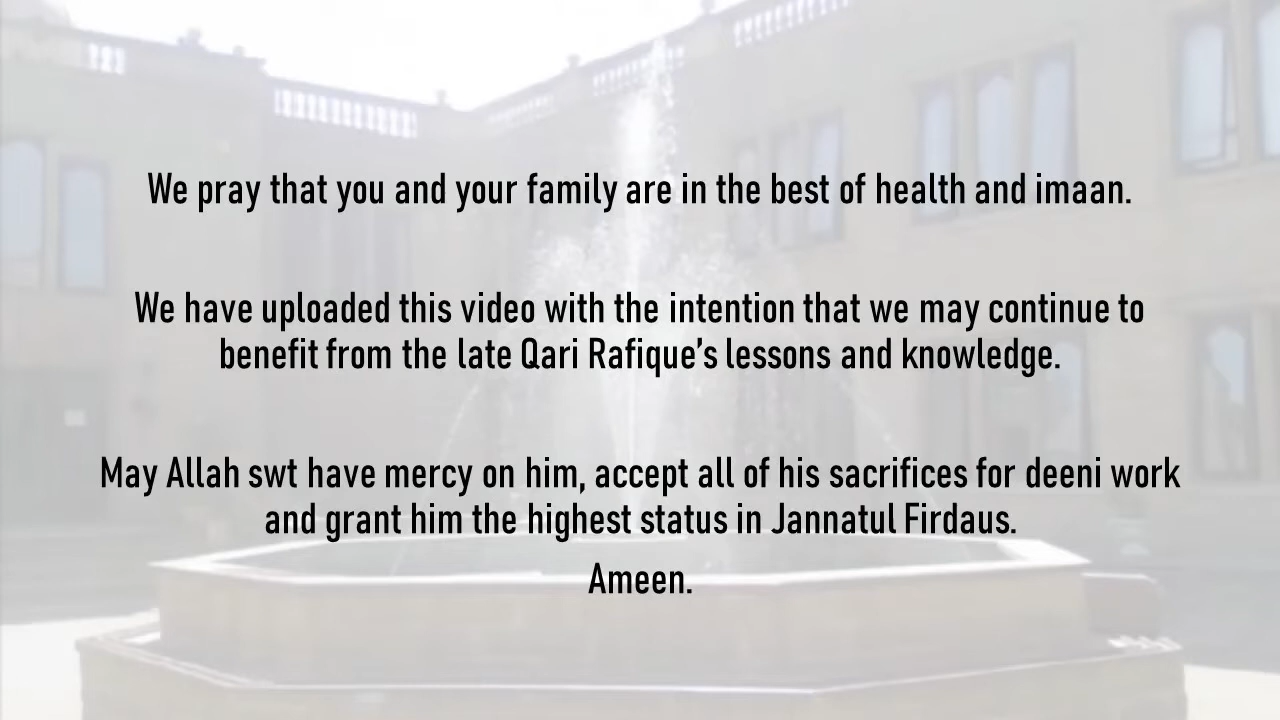 We pray that you and your family are in the best of health and imaan.
We have uploaded this video with the intention that we may continue to
benefit from the late Qari Rafique's lessons and knowledge.
May Allah swt have mercy on him, accept all of his sacrifices for deeni work
and grant him the highest status in Jannatul Firdaus.
Ameen.